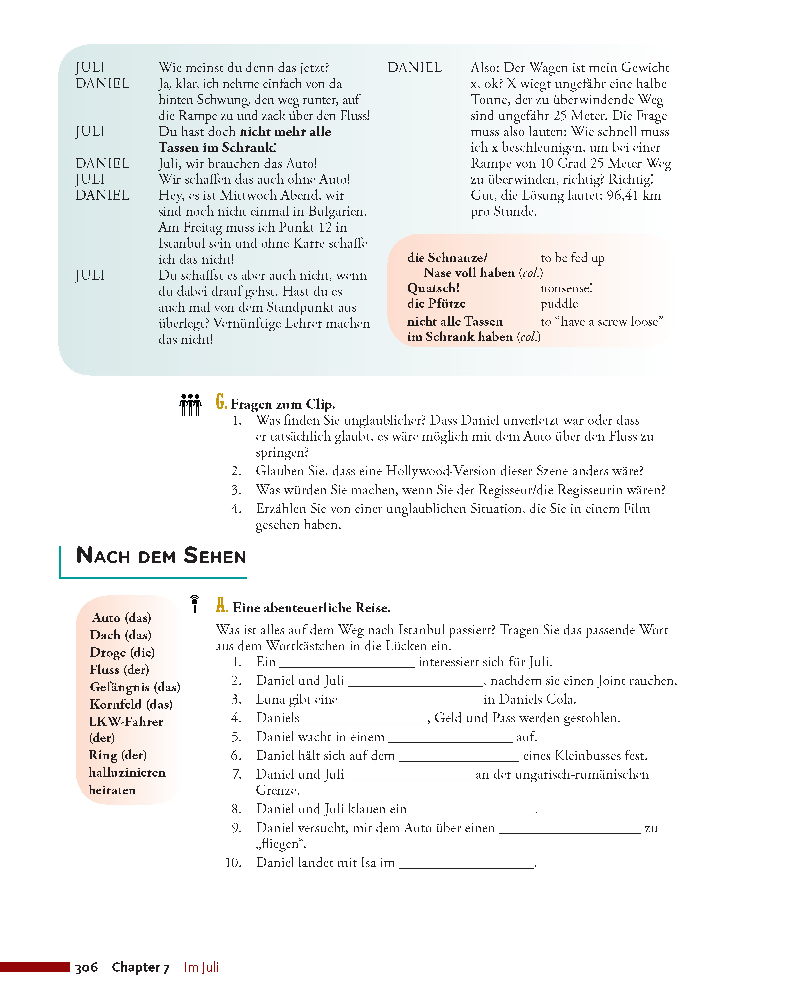 JULI Wie meinst du denn das jetzt?
DANIEL Ja, klar, ich nehme einfach von da
hinten Schwung, den weg runter, auf
die Rampe zu und zack über den Fluss!
JULI Du hast doch nicht mehr alle
Tassen im Schrank!
DANIEL Juli, wir brauchen das Auto!
JULI Wir schaffen das auch ohne Auto!
DANIEL Hey, es ist Mittwoch Abend, wir
sind noch nicht einmal in Bulgarien.
Am Freitag muss ich Punkt 12 in
Istanbul sein und ohne Karre schaffe
ich das nicht!
JULI Du schaffst es aber auch nicht, wenn
du dabei drauf gehst. Hast du es
auch mal von dem Standpunkt aus
überlegt? Vernünftige Lehrer machen
das nicht!
DANIEL Also: Der Wagen ist mein Gewicht
x, ok? X wiegt ungefähr eine halbe
Tonne, der zu überwindende Weg
sind ungefähr 25 Meter. Die Frage
muss also lauten: Wie schnell muss
ich x beschleunigen, um bei einer
Rampe von 10 Grad 25 Meter Weg
zu überwinden, richtig? Richtig!
Gut, die Lösung lautet: 96,41 km
pro Stunde.
die Schnauze/ to be fed up
Nase voll haben (col.)
Quatsch! nonsense!
die Pfütze puddle
nicht alle Tassen to “have a screw loose”
im Schrank haben (col.)
G. Fragen zum Clip.
1. Was finden Sie unglaublicher? Dass Daniel unverletzt war oder dass
er tatsächlich glaubt, es wäre möglich mit dem Auto über den Fluss zu
springen?
2. Glauben Sie, dass eine Hollywood-Version dieser Szene anders wäre?
3. Was würden Sie machen, wenn Sie der Regisseur/die Regisseurin wären?
4. Erzählen Sie von einer unglaublichen Situation, die Sie in einem Film
gesehen haben.
NACH DEM SEHEN
Auto (das)
Dach (das)
Droge (die)
Fluss (der)
Gefängnis (das)
Kornfeld (das)
LKW-Fahrer
(der)
Ring (der)
halluzinieren
heiraten
A. Eine abenteuerliche Reise.
Was ist alles auf dem Weg nach Istanbul passiert? Tragen Sie das passende Wort
aus dem Wortkästchen in die Lücken ein.
1. Ein ____________________ interessiert sich für Juli.
2. Daniel und Juli ____________________, nachdem sie einen Joint rauchen.
3. Luna gibt eine ____________________ in Daniels Cola.
4. Daniels ____________________, Geld und Pass werden gestohlen.
5. Daniel wacht in einem ____________________ auf.
6. Daniel hält sich auf dem ____________________ eines Kleinbusses fest.
7. Daniel und Juli ____________________ an der ungarisch-rumänischen
Grenze.
8. Daniel und Juli klauen ein ____________________.
9. Daniel versucht, mit dem Auto über einen ____________________ zu
„fliegen“.
10. Daniel landet mit Isa im ____________________.
306 Chapter 7 Im Juli